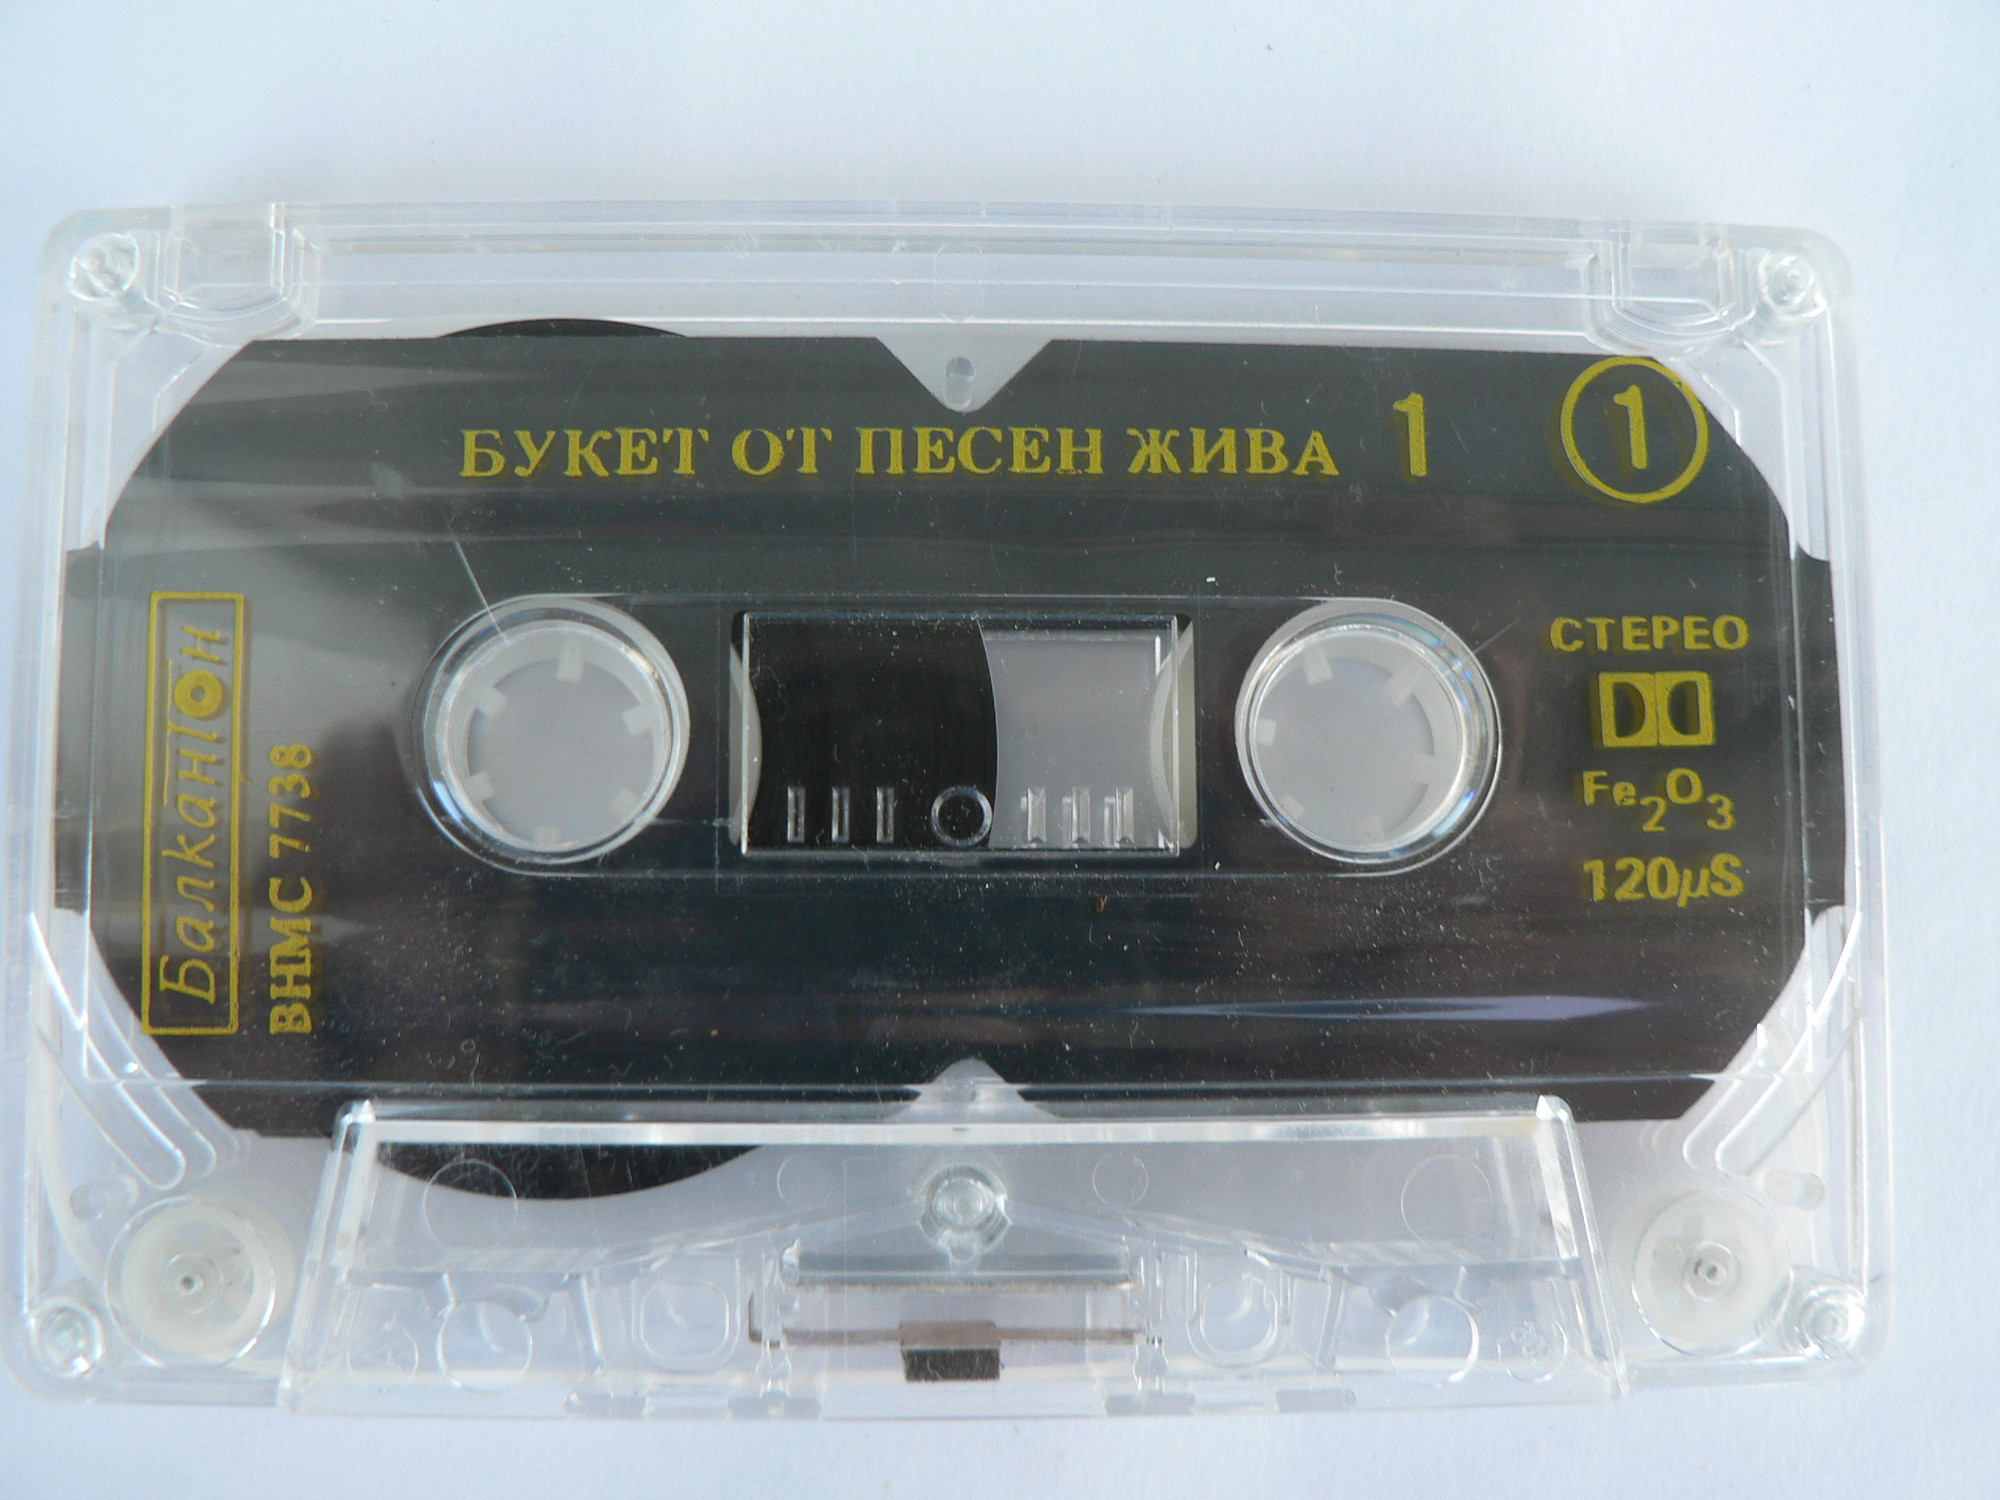 БУКЕТ ОТ ПЕСЕН ЖИВА 1
1
Балкантон
ВНМС 7738
СТЕРЕО
Fe₂O₃
120μS